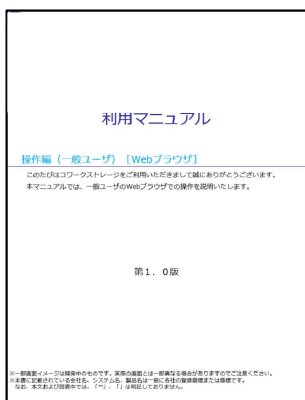 利用マニュアル
操作編（一般ユーザ）［Webブラウザ］
このたびはコワークストレージをご利用いただきまして誠にありがとうございます。
本マニュアルでは、一般ユーザのWebブラウザでの操作を説明いたします。
第１．０版
※一部画面イメージは開発中のものです。実際の画面とは一部異なる場合がありますのでご注意ください。
※本書に記載されている会社名、システム名、製品名は一般に各社の登録商標または商標です。
なお、本文および図表中では、「™」、「」は明記しておりません。